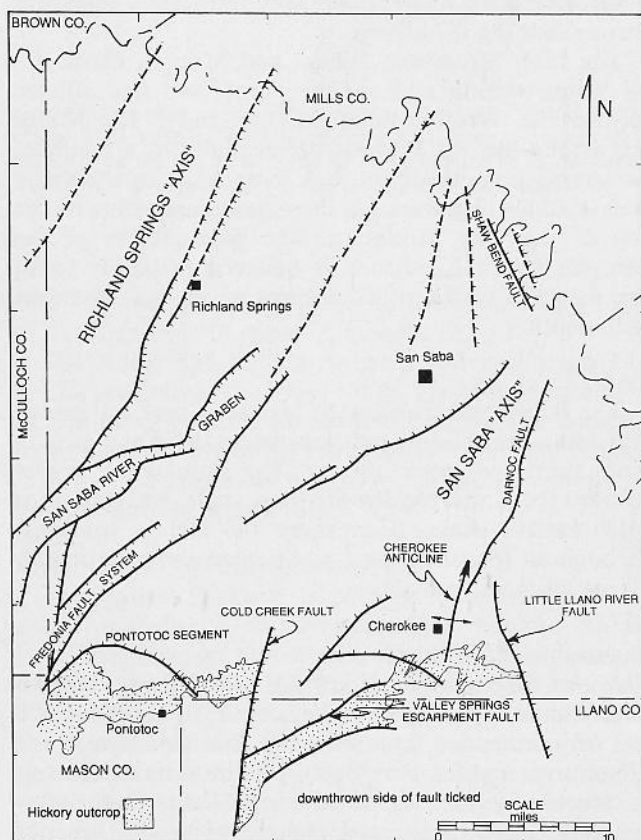 BROWN CO.
MILLS CO.
N
RICHLAND SPRINGS "AXIS"
SHAW BEND FAULT
Richland Springs
McCULLOCH CO.
San Saba
GRABEN
SAN SABA RIVER
SAN SABA "AXIS"
DARNOC FAULT
CHEROKEE
ANTICLINE
FREDONIA FAULT SYSTEM
COLD CREEK FAULT
LITTLE LLANO RIVER
FAULT
Cherokee
PONTOTOC SEGMENT
VALLEY SPRINGS
ESCARPMENT FAULT
LLANO CO.
Pontotoc
MASON CO.
downthrown side of fault ticked
Hickory outcrop
SCALE
miles
0
10